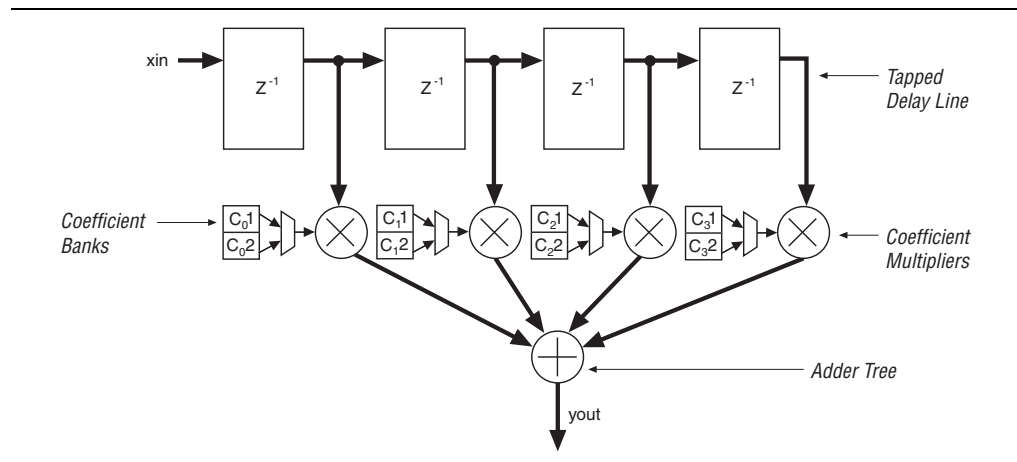 xin
Z⁻¹
Z⁻¹
Z⁻¹
Z⁻¹
Tapped
Delay Line
Coefficient
Banks
C₀1
C₀2
C₁1
C₁2
C₂1
C₂2
C₃1
C₃2
Coefficient
Multipliers
Adder Tree
yout